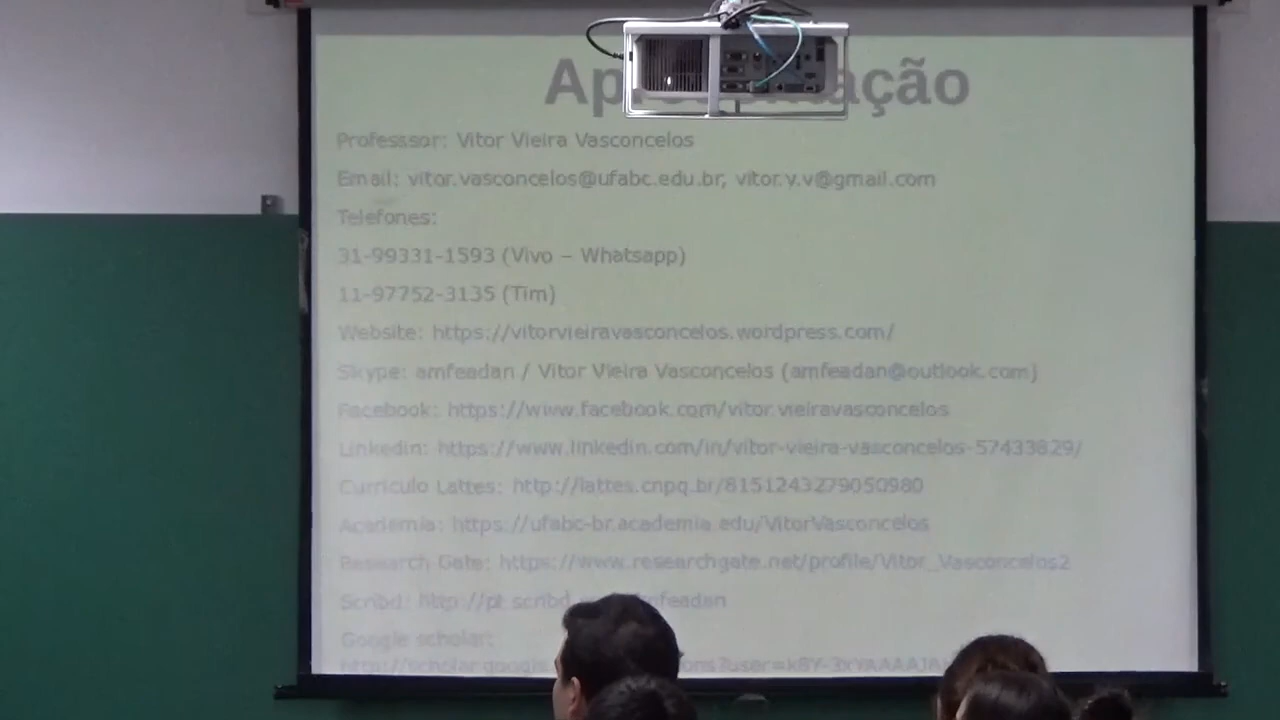 Professsor: Vitor Vieira Vasconcelos
Email: vitor.vasconcelos@ufabc.edu.br, vitor.v.v@gmail.com
Telefones:
31-99331-1593 (Vivo – Whatsapp)
11-97752-3135 (Tim)
Website: https://vitorvieiravasconcelos.wordpress.com/
Skype: amfeadan / Vitor Vieira Vasconcelos (amfeadan@outlook.com)
Facebook: https://www.facebook.com/vitor.vieiravasconcelos
Linkedin: https://www.linkedin.com/in/vitor-vieira-vasconcelos-57433829/
Curriculo Lattes: http://lattes.cnpq.br/8151243279050980
Academia: https://ufabc-br.academia.edu/VitorVasconcelos
Research Gate: https://www.researchgate.net/profile/Vitor_Vasconcelos2
Scribd:
Google scholar: